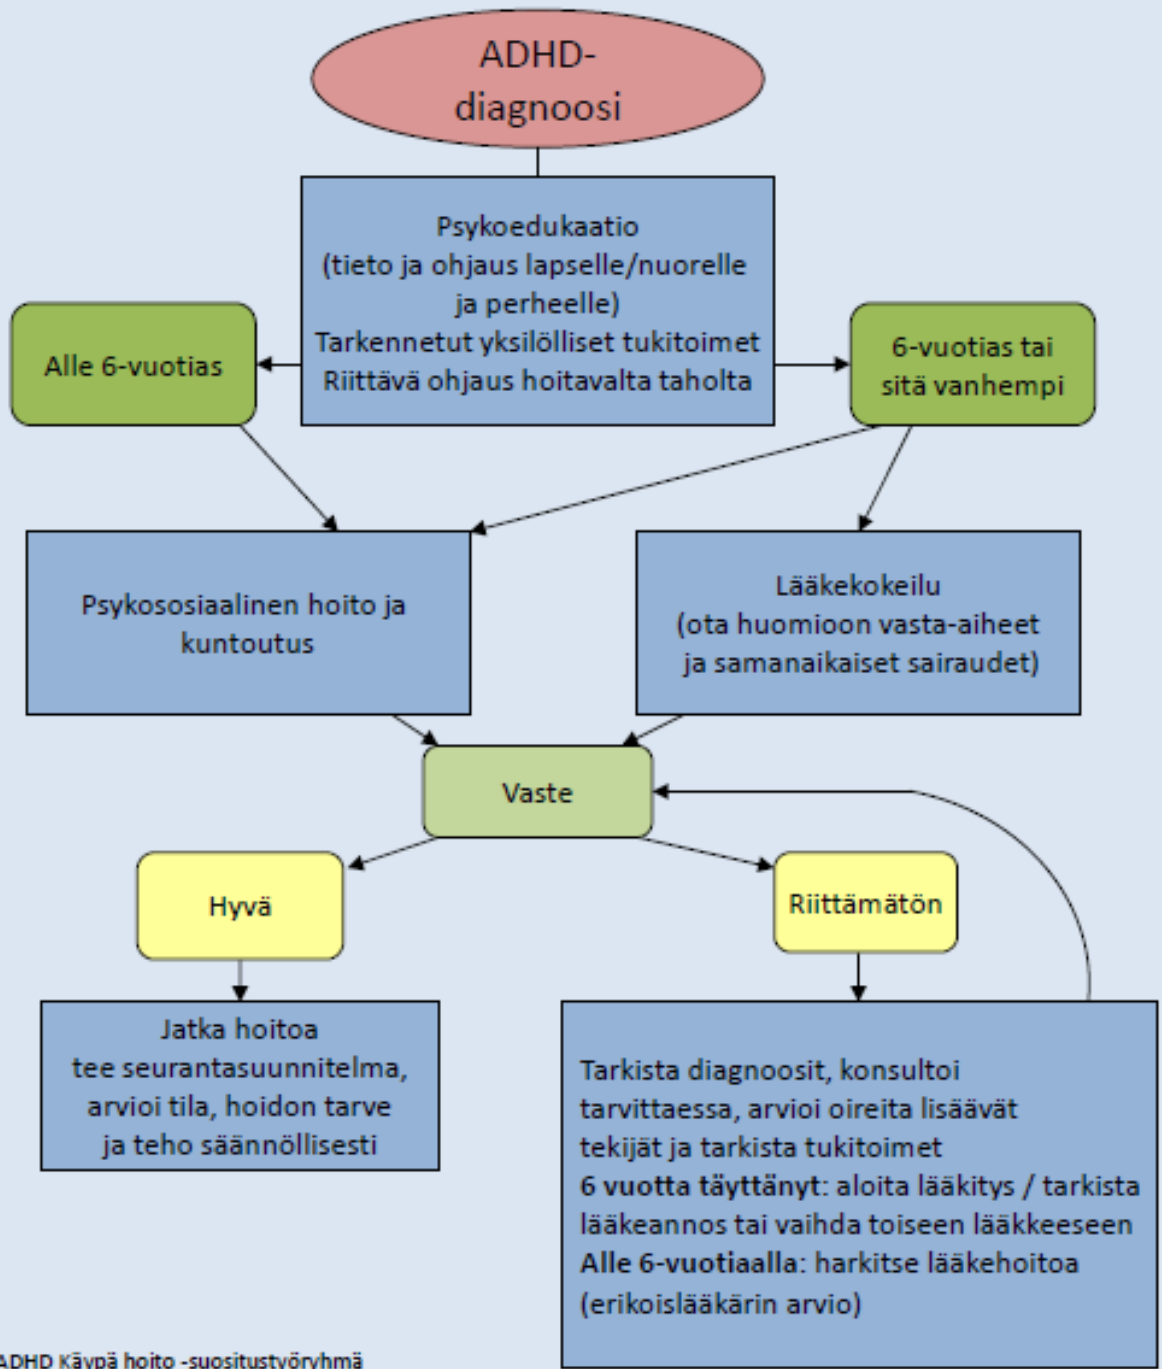 ADHD-
diagnoosi
Psykoedukaatio
(tieto ja ohjaus lapselle/nuorelle
ja perheelle)
Tarkennetut yksilölliset tukitoimet
Riittävä ohjaus hoitavalta taholta
Alle 6-vuotias
6-vuotias tai
sitä vanhempi
Psykososiaalinen hoito ja
kuntoutus
Lääkekokeilu
(ota huomioon vasta-aiheet
ja samanaikaiset sairaudet)
Vaste
Hyvä
Riittämätön
Jatka hoitoa
tee seurantasuunnitelma,
arvioi tila, hoidon tarve
ja teho säännöllisesti
Tarkista diagnoosit, konsultoi
tarvittaessa, arvioi oireita lisäävät
tekijät ja tarkista tukitoimet
6 vuotta täyttänyt: aloita lääkitys / tarkista
lääkeannos tai vaihda toiseen lääkkeeseen
Alle 6-vuotiaalla: harkitse lääkehoitoa
(erikoislääkärin arvio)
ADHD Käypä hoito -suositustyöryhmä